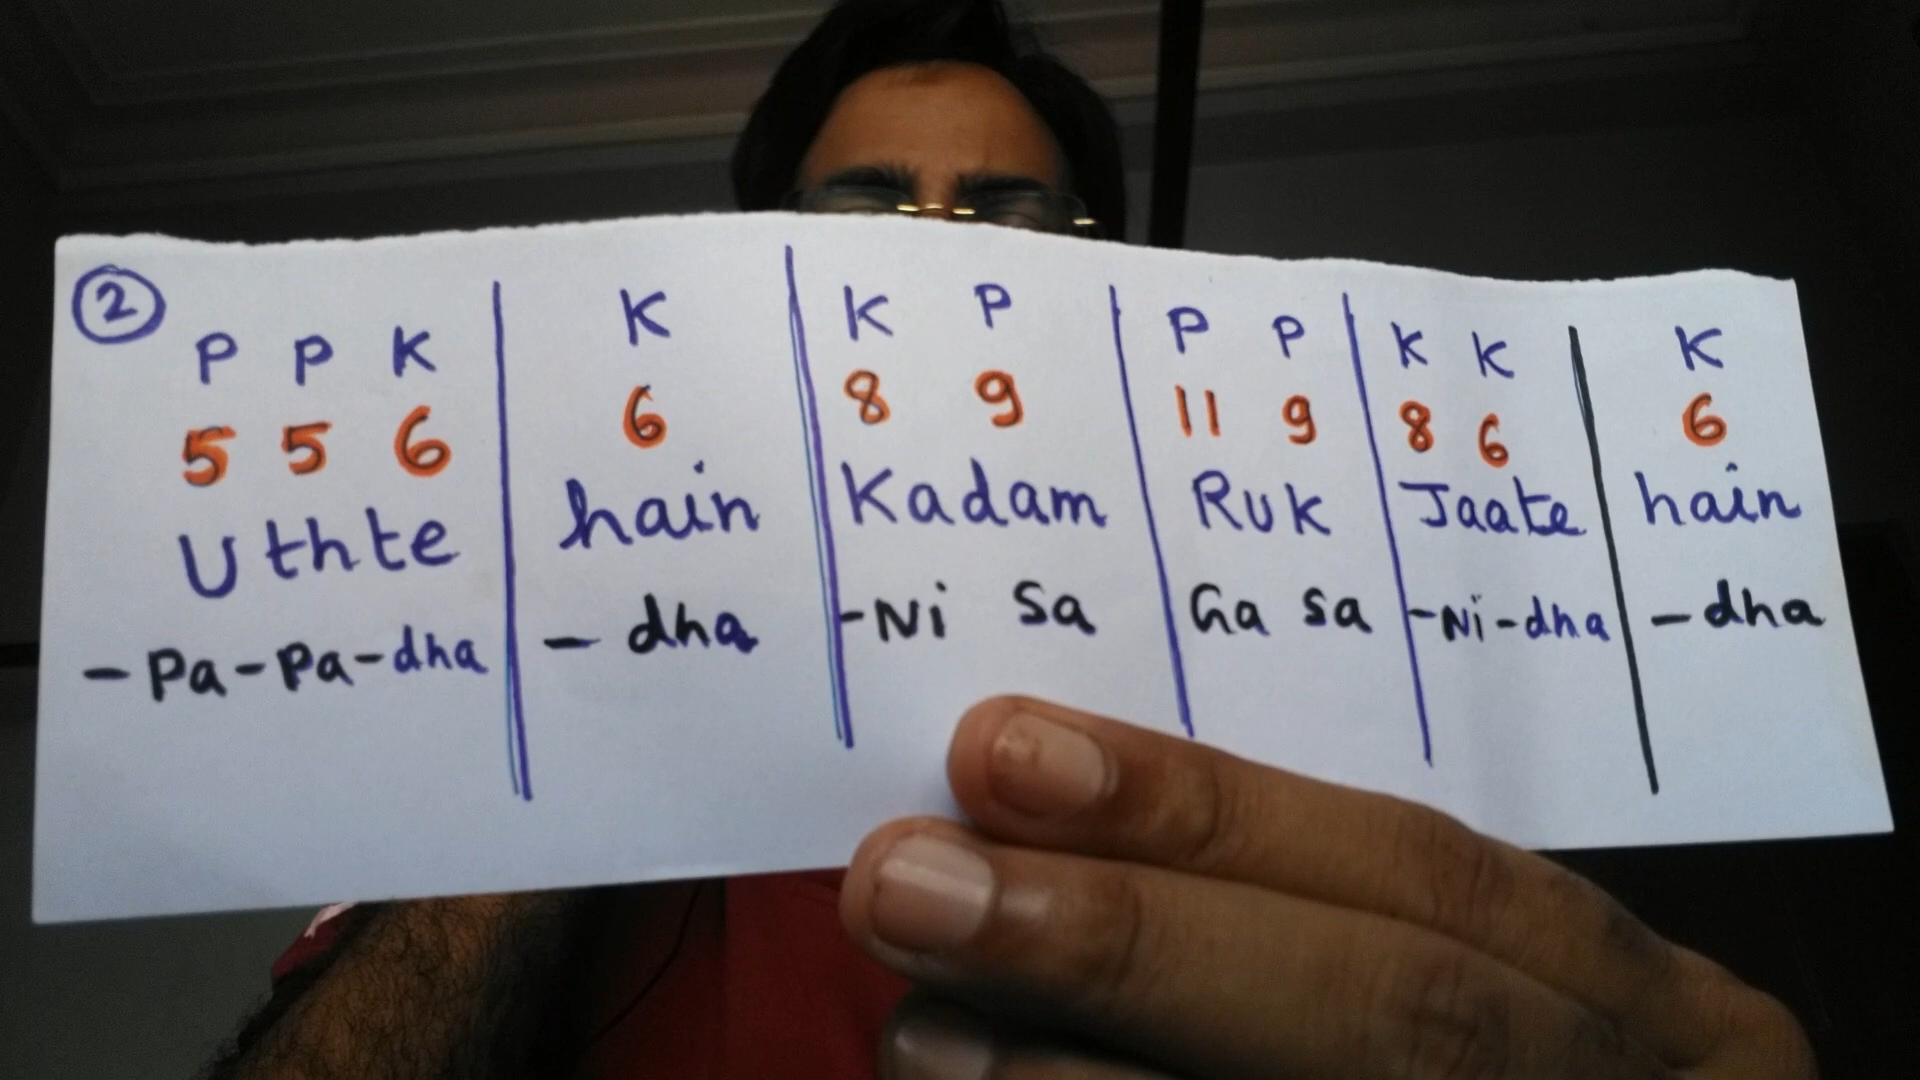 ②
P P K | K | K P | P P | K K | K
5 5 6 | 6 | 8 9 | 11 9 | 8 6 | 6
Uthte | hain | Kadam | Ruk | Jaate | hain
-Pa-Pa-dha | - dha | -Ni Sa | Ga Sa | -Ni-dha | -dha